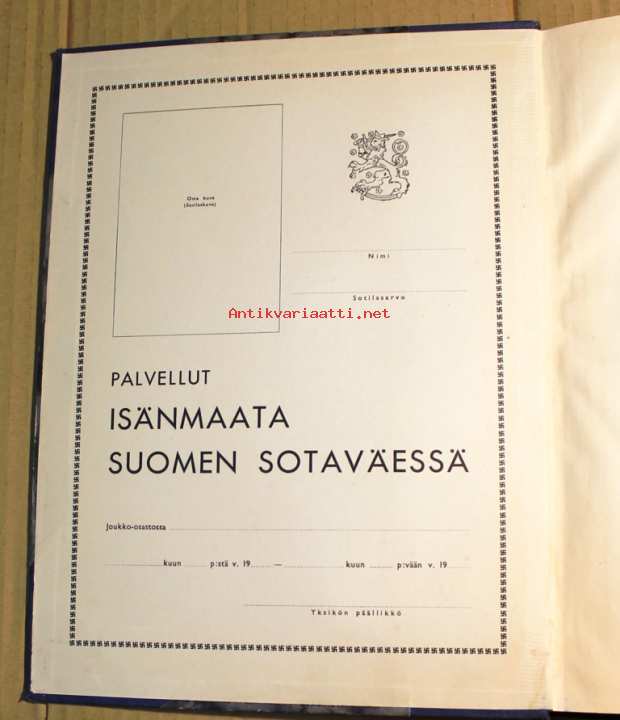 Oma kuva
(Sotilaskuva)
Nimi
Sotilasarvo
Antikvariaatti.net
PALVELLUT
ISÄNMAATA
SUOMEN SOTAVÄESSÄ
Joukko-osastossa
kuun p:stä v. 19 — kuun p:vään v. 19
Yksikön päällikkö